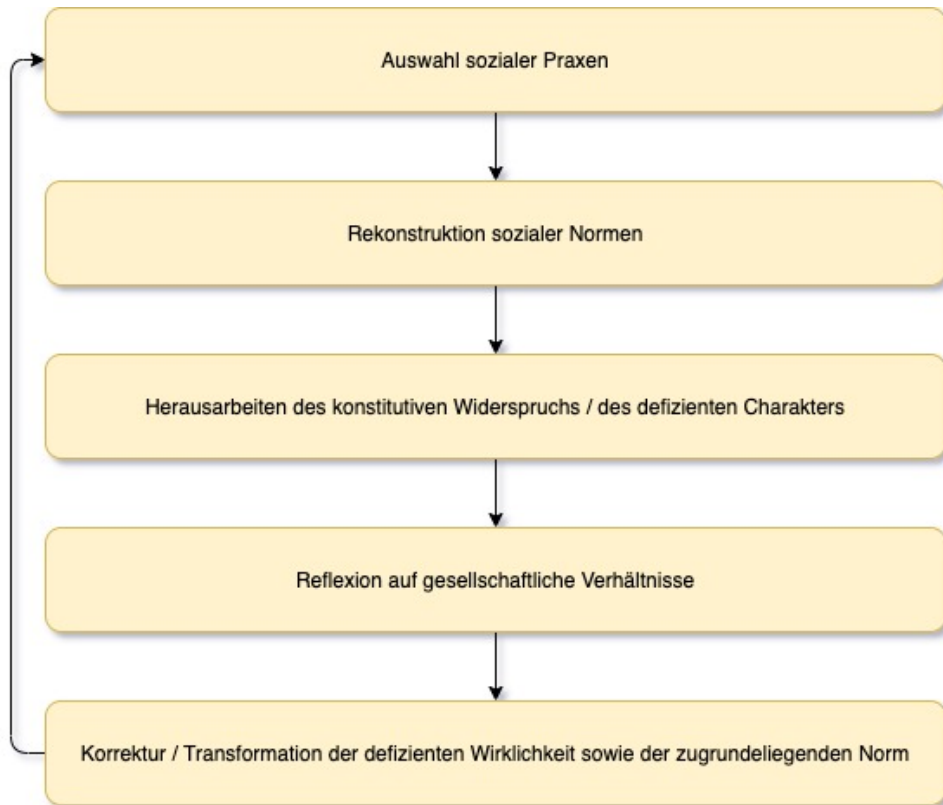 Auswahl sozialer Praxen
Rekonstruktion sozialer Normen
Herausarbeiten des konstitutiven Widerspruchs / des defizienten Charakters
Reflexion auf gesellschaftliche Verhältnisse
Korrektur / Transformation der defizienten Wirklichkeit sowie der zugrundeliegenden Norm